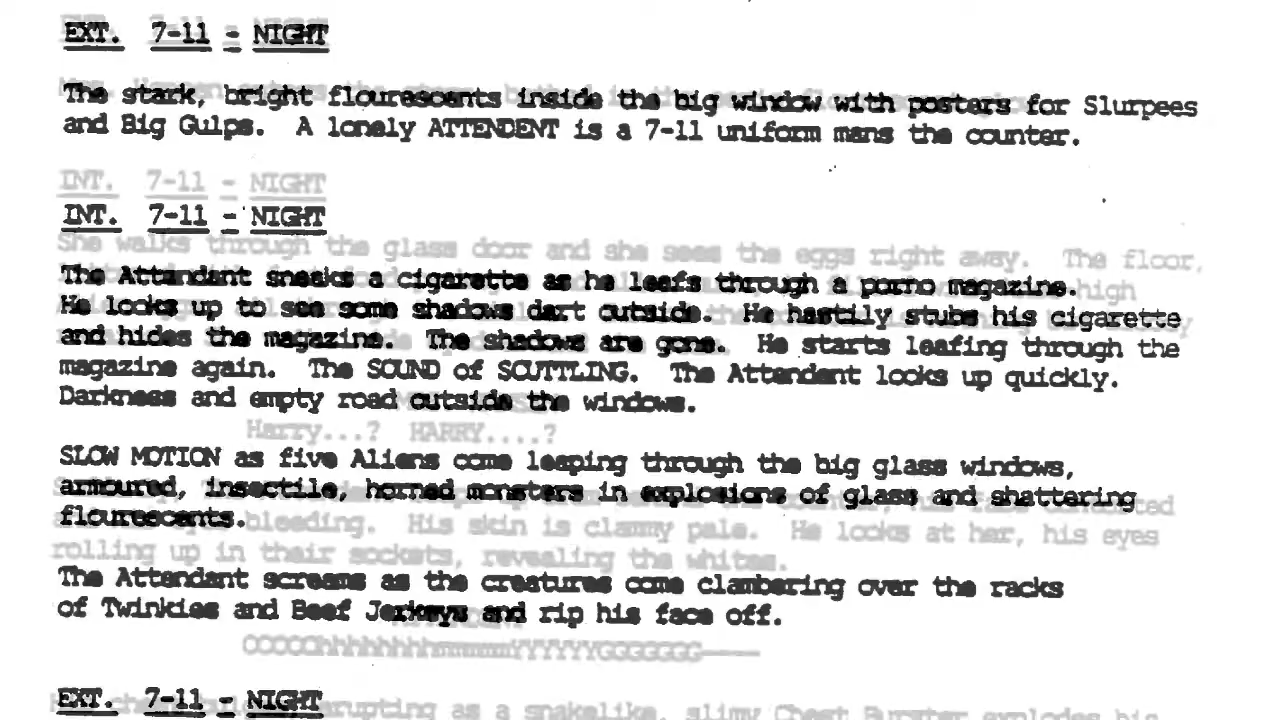 EXT. 7-11 - NIGHT
The stark, bright flourescents inside the big window with posters for Slurpees
and Big Gulps. A lonely ATTENDENT is a 7-11 uniform mans the counter.
INT. 7-11 - NIGHT
INT. 7-11 - NIGHT
She walks through the glass door and she sees the eggs right away. The floor,
The Attandant sneaks a cigarette as he leafs through a porno magazine.
high
He looks up to see some shadows dart outside. He hastily stubs his cigarette
and hides the magazine. The shadows are gone. He starts leafing through the
magazine again. The SOUND of SCUTTLING. The Attendant looks up quickly.
Darkness and empty road outside the windows.
Harry...? HARRY....?
SLOW MOTION as five Aliens come leaping through the big glass windows,
armoured, insectile, horned monsters in explosions of glass and shattering
flourescents.
bleeding. His skin is clammy pale. He looks at her, his eyes
rolling up in their sockets, revealing the whites.
The Attendant screams as the creatures come clambering over the racks
of Twinkies and Beef Jerkeys and rip his face off.
EXT. 7-11 - NIGHT
erupting as a snakelike, slimy Chest Burster explodes his